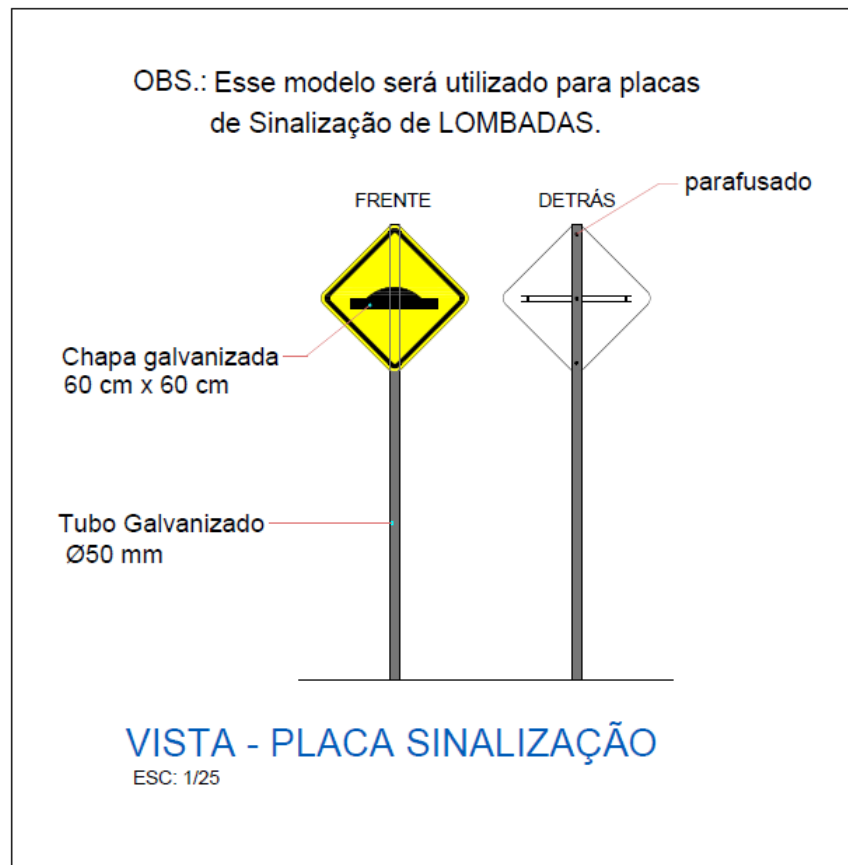 OBS.: Esse modelo será utilizado para placas
de Sinalização de LOMBADAS.
parafusado
FRENTE
DETRÁS
Chapa galvanizada
60 cm x 60 cm
Tubo Galvanizado
Ø50 mm
VISTA - PLACA SINALIZAÇÃO
ESC: 1/25